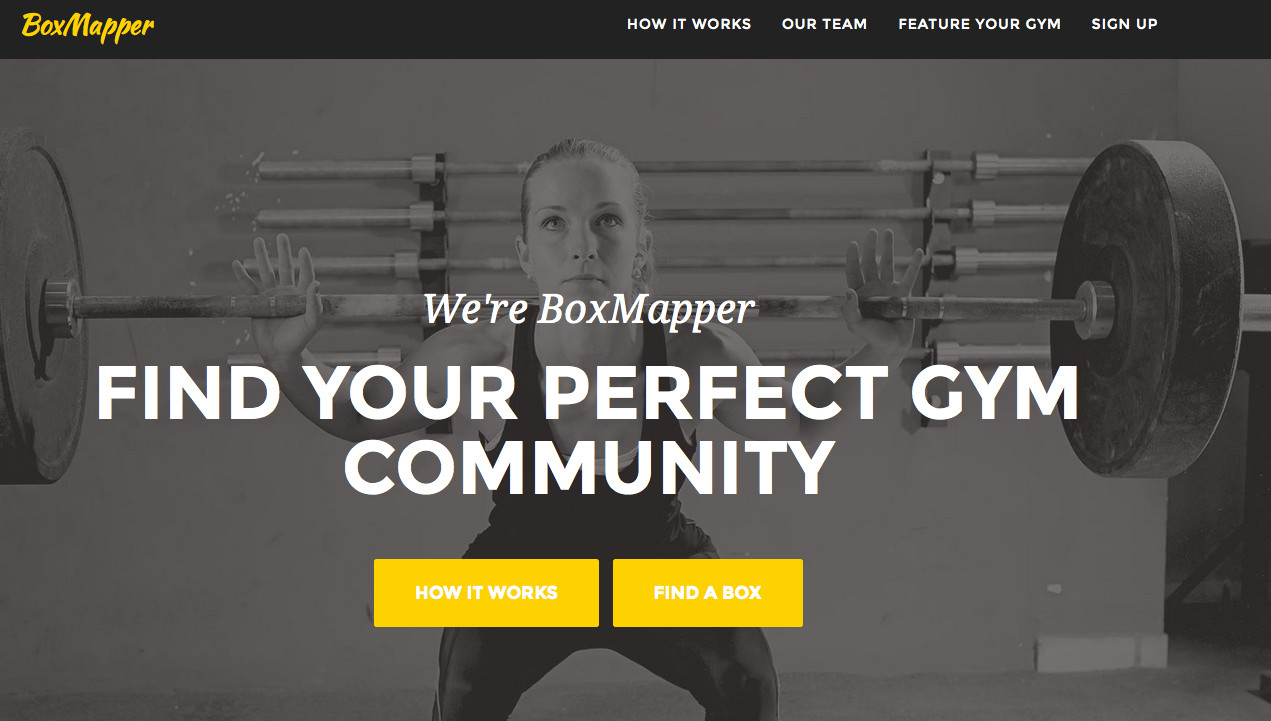 BoxMapper
HOW IT WORKS
OUR TEAM
FEATURE YOUR GYM
SIGN UP
We're BoxMapper
FIND YOUR PERFECT GYM
COMMUNITY
HOW IT WORKS
FIND A BOX